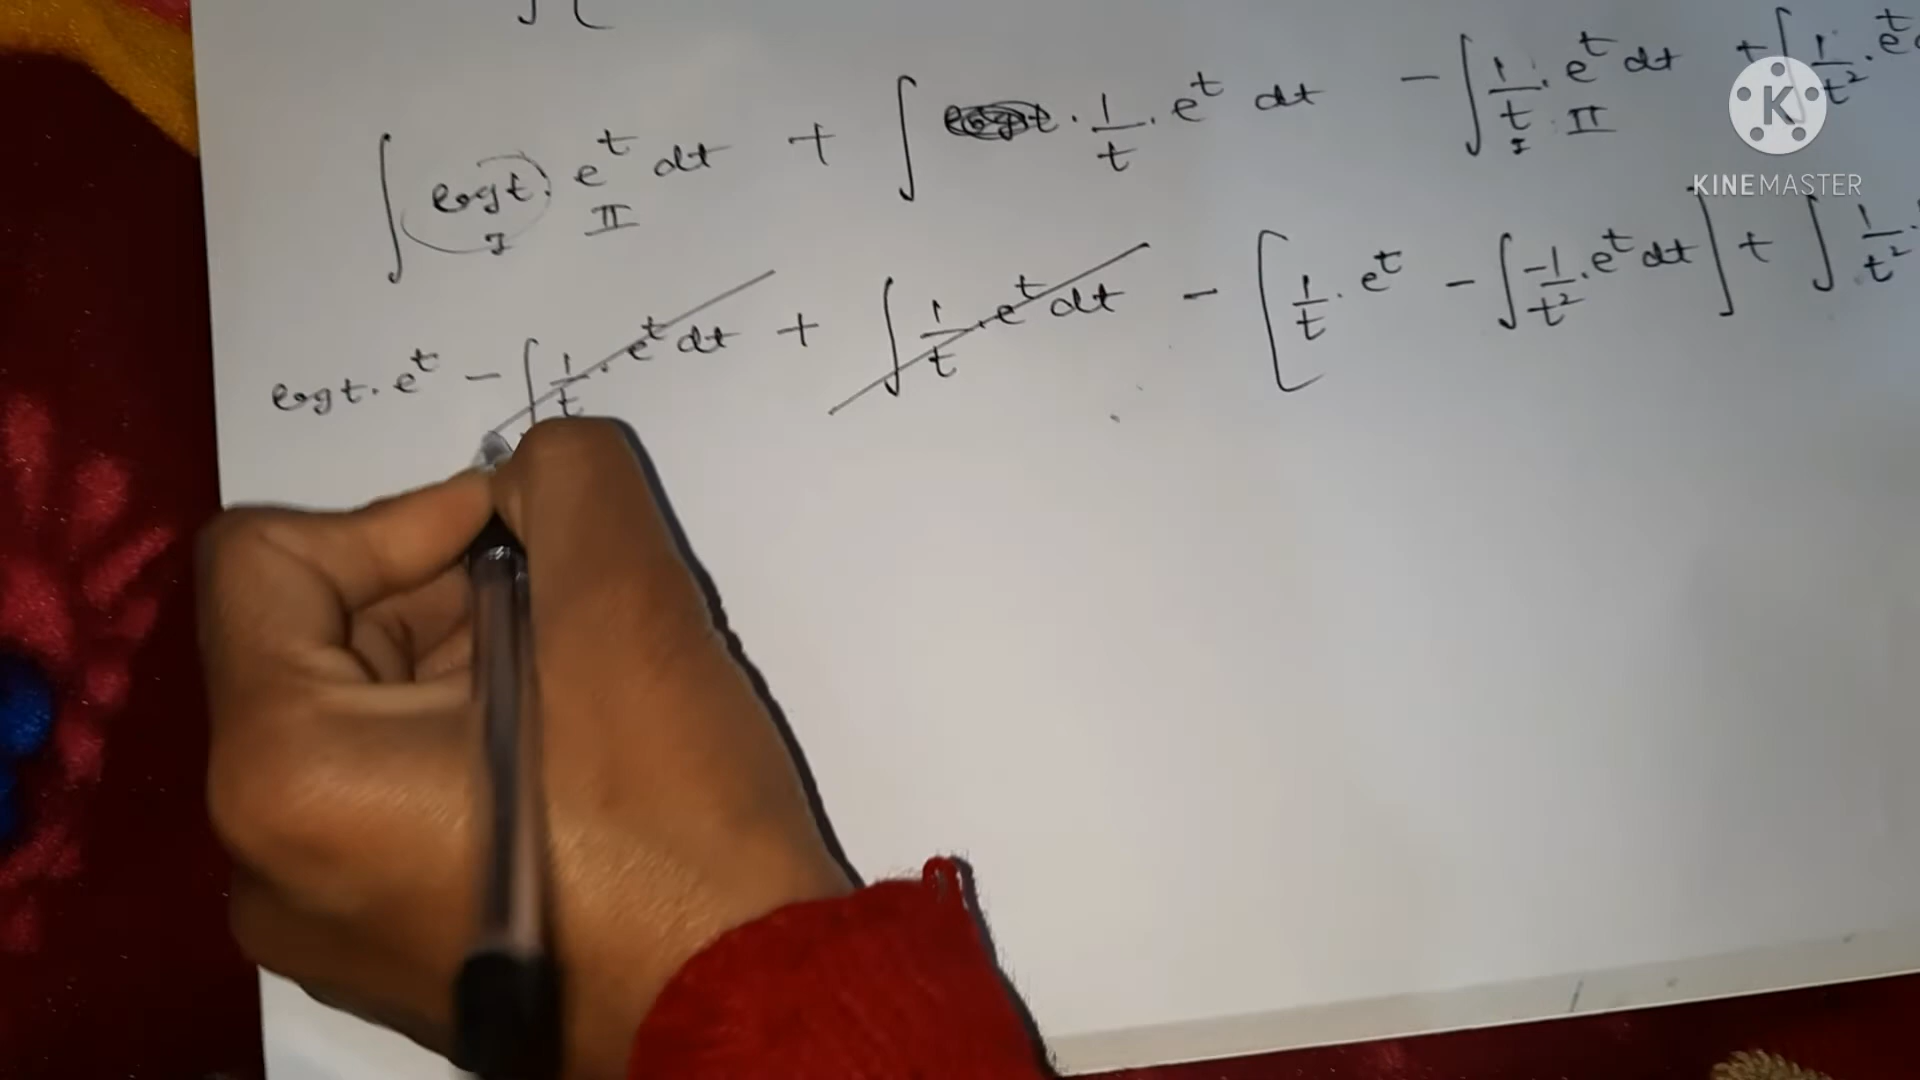 ∫ log t · e^t dt + ∫ · 1/t · e^t dt - ∫ 1/t · e^t dt + ∫ 1/t² · e^t
I II I II
K
KINEMASTER
log t · e^t - ∫ 1/t · e^t dt + ∫ 1/t · e^t dt - [1/t · e^t - ∫ -1/t² · e^t dt] + ∫ 1/t² ·